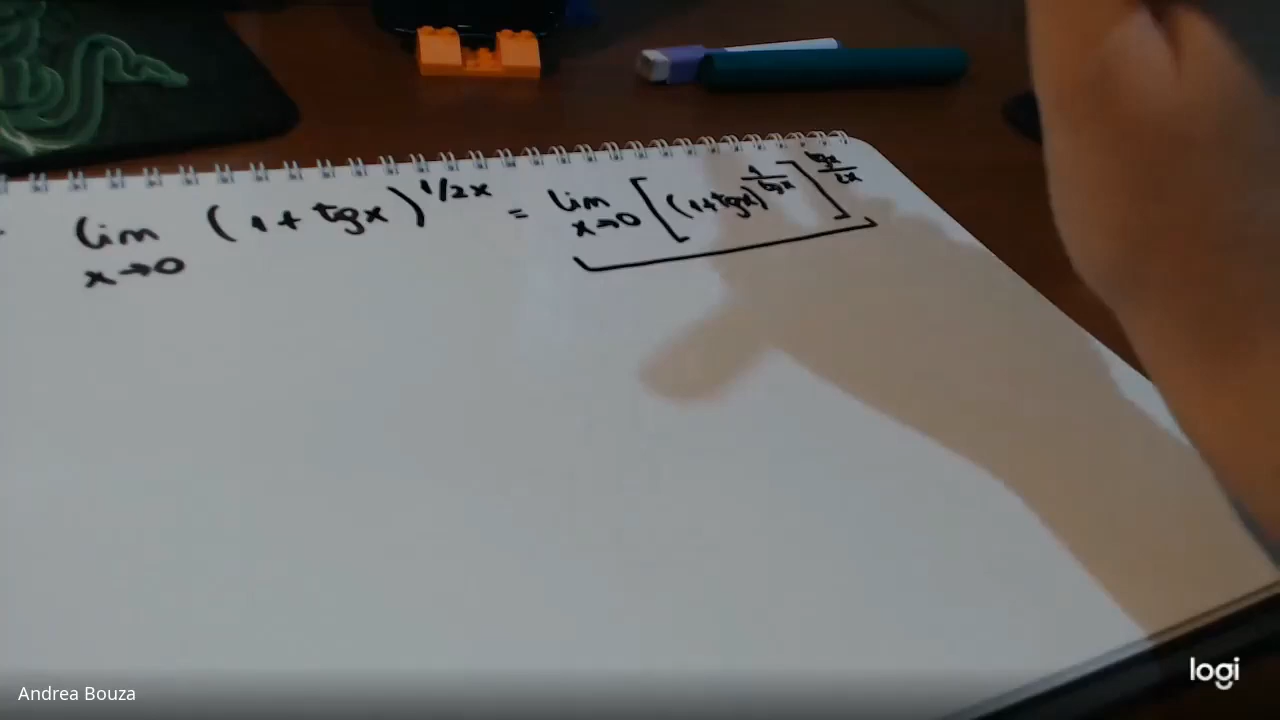 lim (1 + tgx)^1/2x = lim [(1+tgx)^1/tgx]^tgx/2x
x→0 x→0
logi
Andrea Bouza